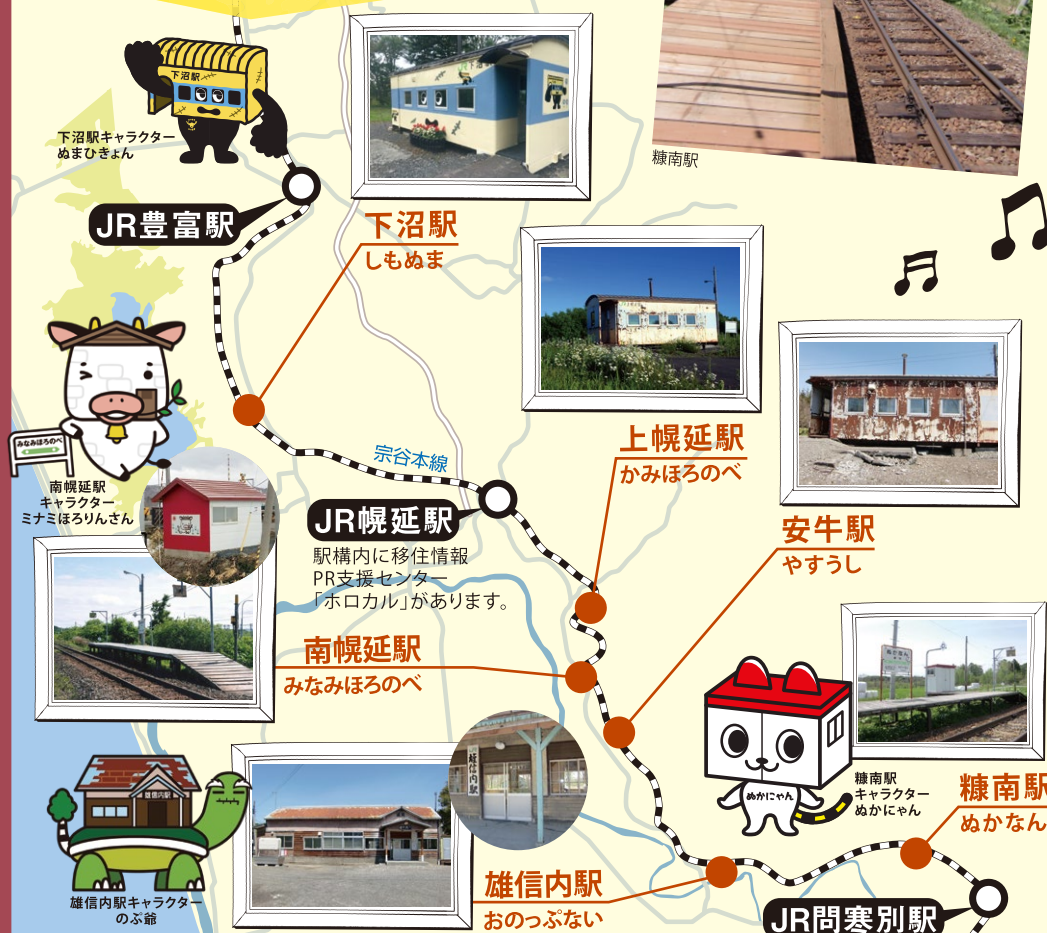 下沼駅
下沼駅キャラクター
ぬまひきょん
糠南駅
JR豊富駅
下沼駅
しもぬま
みなみほろのべ
南幌延駅
キャラクター
ミナミほろりんさん
宗谷本線
上幌延駅
かみほろのべ
JR幌延駅
駅構内に移住情報
PR支援センター
「ホロカル」があります。
安牛駅
やすうし
南幌延駅
みなみほろのべ
ぬかなん
ぬかにゃん
糠南駅
キャラクター
ぬかにゃん
糠南駅
ぬかなん
雄信内駅
雄信内駅
雄信内駅キャラクター
のぶ爺
雄信内駅
おのっぷない
JR問寒別駅